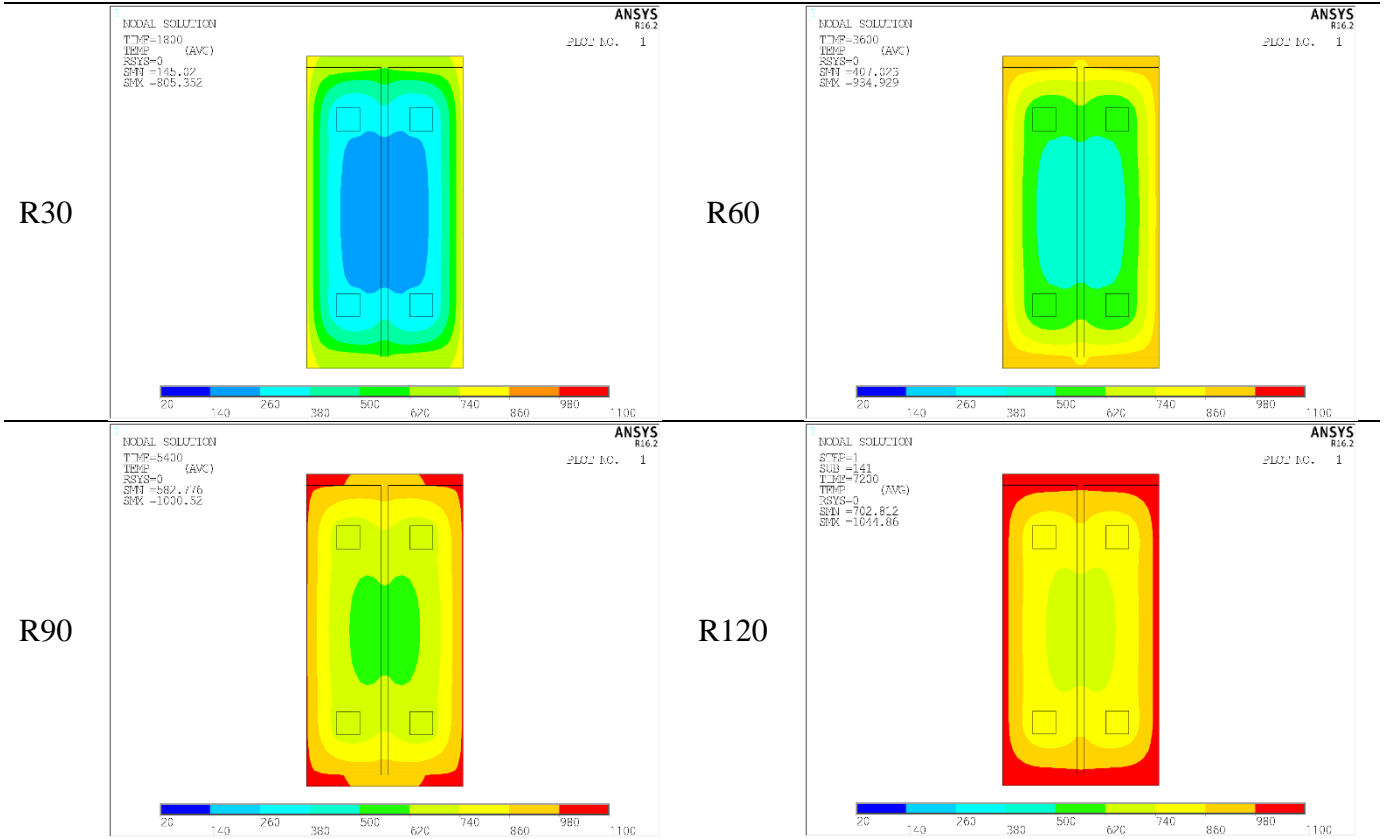 ANSYS
R16.2
NODAL SOLUTION
PLOT NO. 1
TIME=1800
TEMP (AVG)
RSYS=0
SMN =145.02
SMX =805.352
R30
20 140 260 380 500 620 740 860 980 1100
ANSYS
R16.2
NODAL SOLUTION
PLOT NO. 1
TIME=3600
TEMP (AVG)
RSYS=0
SMN =407.025
SMX =934.929
R60
20 140 260 380 500 620 740 860 980 1100
ANSYS
R16.2
NODAL SOLUTION
PLOT NO. 1
TIME=5400
TEMP (AVG)
RSYS=0
SMN =582.776
SMX =1000.52
R90
20 140 260 380 500 620 740 860 980 1100
ANSYS
R16.2
NODAL SOLUTION
PLOT NO. 1
STEP=1
SUB =141
TIME=7200
TEMP (AVG)
RSYS=0
SMN =702.812
SMX =1044.86
R120
20 140 260 380 500 620 740 860 980 1100